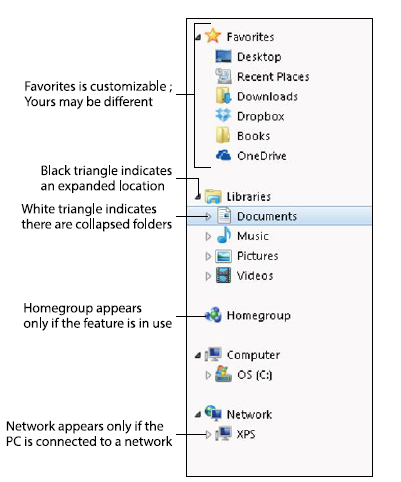 Favorites
Desktop
Recent Places
Favorites is customizable ;
Yours may be different
Downloads
Dropbox
Books
OneDrive
Black triangle indicates
an expanded location
Libraries
White triangle indicates
there are collapsed folders
Documents
Music
Pictures
Videos
Homegroup appears
only if the feature is in use
Homegroup
Computer
OS (C:)
Network
Network appears only if the
PC is connected to a network
XPS